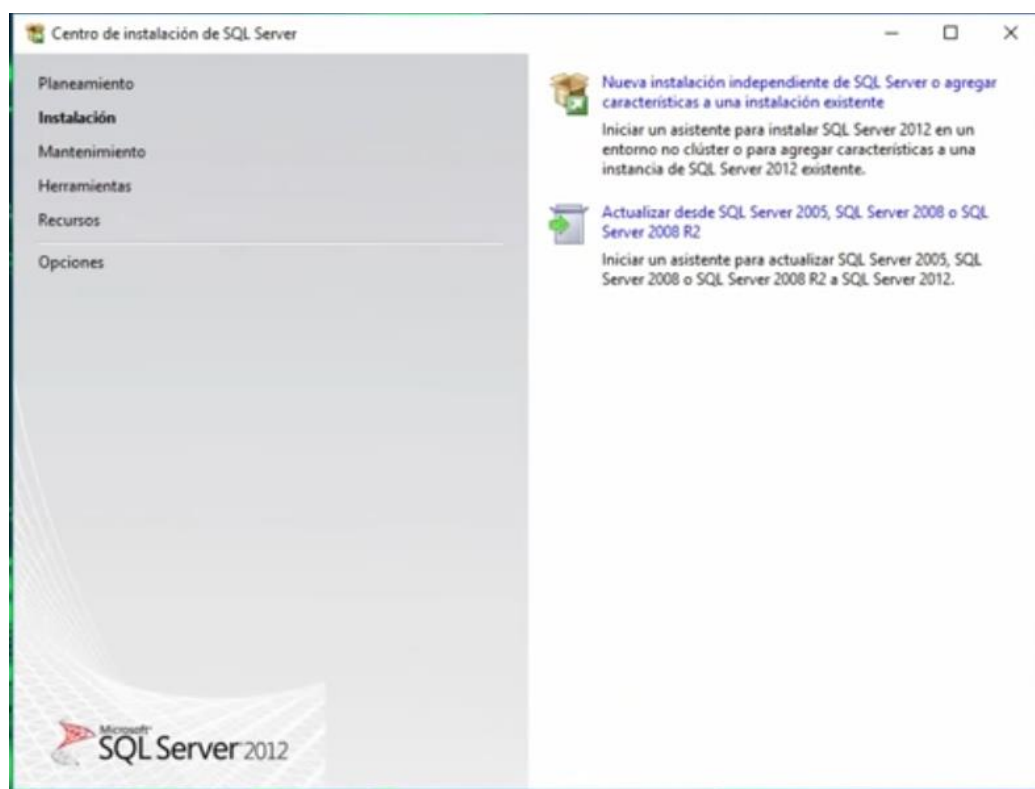 Centro de instalación de SQL Server
Planeamiento
Instalación
Mantenimiento
Herramientas
Recursos
Opciones
Nueva instalación independiente de SQL Server o agregar
características a una instalación existente
Iniciar un asistente para instalar SQL Server 2012 en un
entorno no clúster o para agregar características a una
instancia de SQL Server 2012 existente.
Actualizar desde SQL Server 2005, SQL Server 2008 o SQL
Server 2008 R2
Iniciar un asistente para actualizar SQL Server 2005, SQL
Server 2008 o SQL Server 2008 R2 a SQL Server 2012.
Microsoft
SQL Server 2012